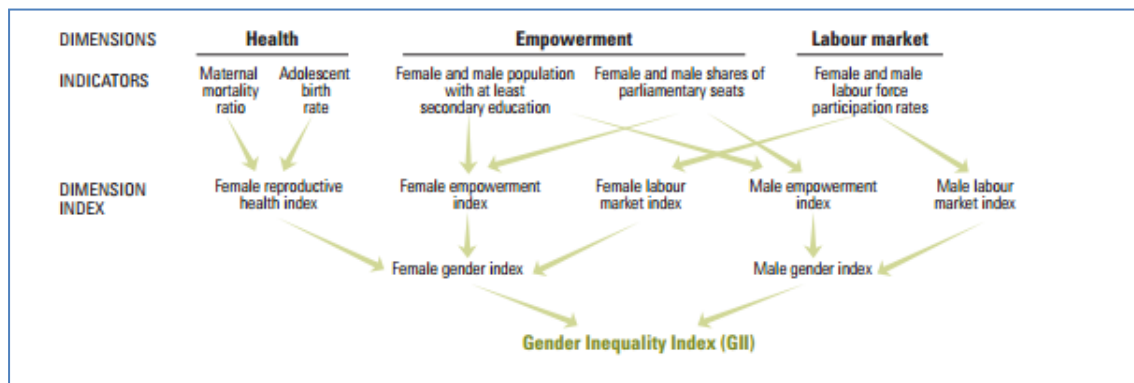 DIMENSIONS
Health
Empowerment
Labour market
INDICATORS
Maternal
mortality
ratio
Adolescent
birth
rate
Female and male population
with at least
secondary education
Female and male shares of
parliamentary seats
Female and male
labour force
participation rates
DIMENSION
INDEX
Female reproductive
health index
Female empowerment
index
Female labour
market index
Male empowerment
index
Male labour
market index
Female gender index
Male gender index
Gender Inequality Index (GII)